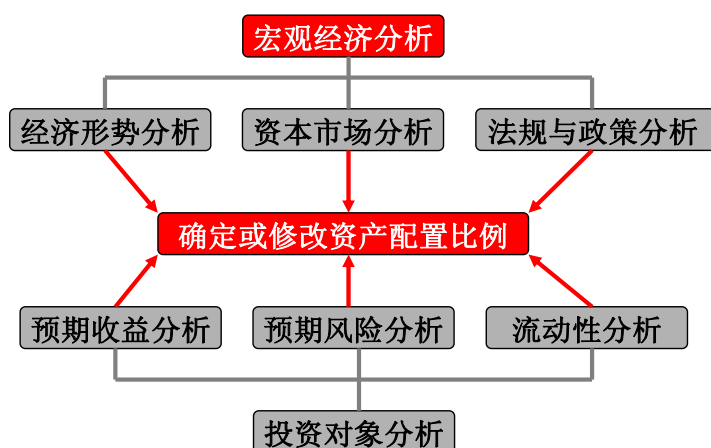 宏观经济分析
经济形势分析
资本市场分析
法规与政策分析
确定或修改资产配置比例
预期收益分析
预期风险分析
流动性分析
投资对象分析